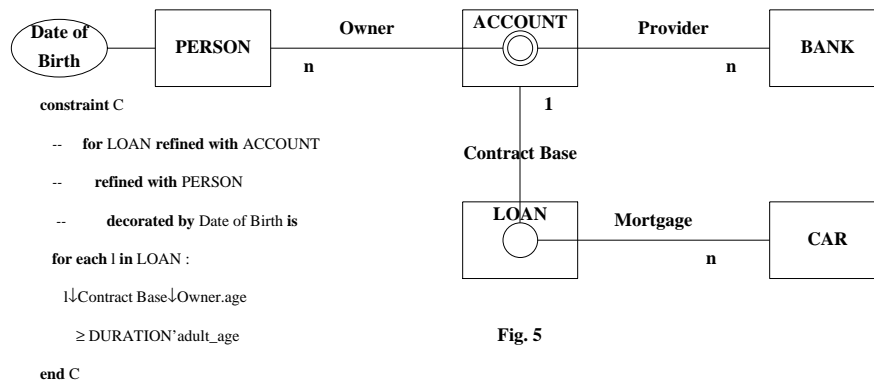 Date of
Birth
PERSON
Owner
n
ACCOUNT
Provider
n
BANK
1
Contract Base
LOAN
Mortgage
n
CAR
constraint C
-- for LOAN refined with ACCOUNT
-- refined with PERSON
-- decorated by Date of Birth is
for each l in LOAN :
l↓Contract Base↓Owner.age
≥ DURATION’adult_age
end C
Fig. 5